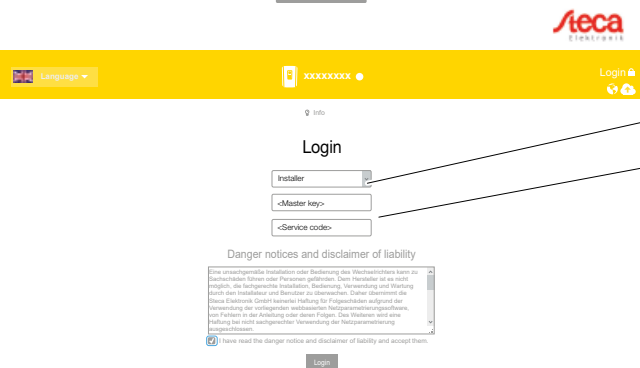 Steca
Elektronik
Language
xxxxxxxx
Login
Info
Login
Installer
<Master key>
<Service code>
Danger notices and disclaimer of liability
Eine unsachgemäße Installation oder Bedienung des Wechselrichters kann zu
Sachschäden führen oder Personen gefährden. Dem Hersteller ist es nicht
möglich, die fachgerechte Installation, Bedienung, Verwendung und Wartung
durch den Installateur und Benutzer zu überwachen. Daher übernimmt die
Steca Elektronik GmbH keinerlei Haftung für Folgeschäden aufgrund der
Verwendung der vorliegenden webbasierten Netzparametrierungssoftware,
von Fehlern in der Anleitung oder deren Folgen. Des Weiteren wird eine
Haftung bei nicht sachgerechter Verwendung der Netzparametrierung
ausgeschlossen.
I have read the danger notice and disclaimer of liability and accept them.
Login